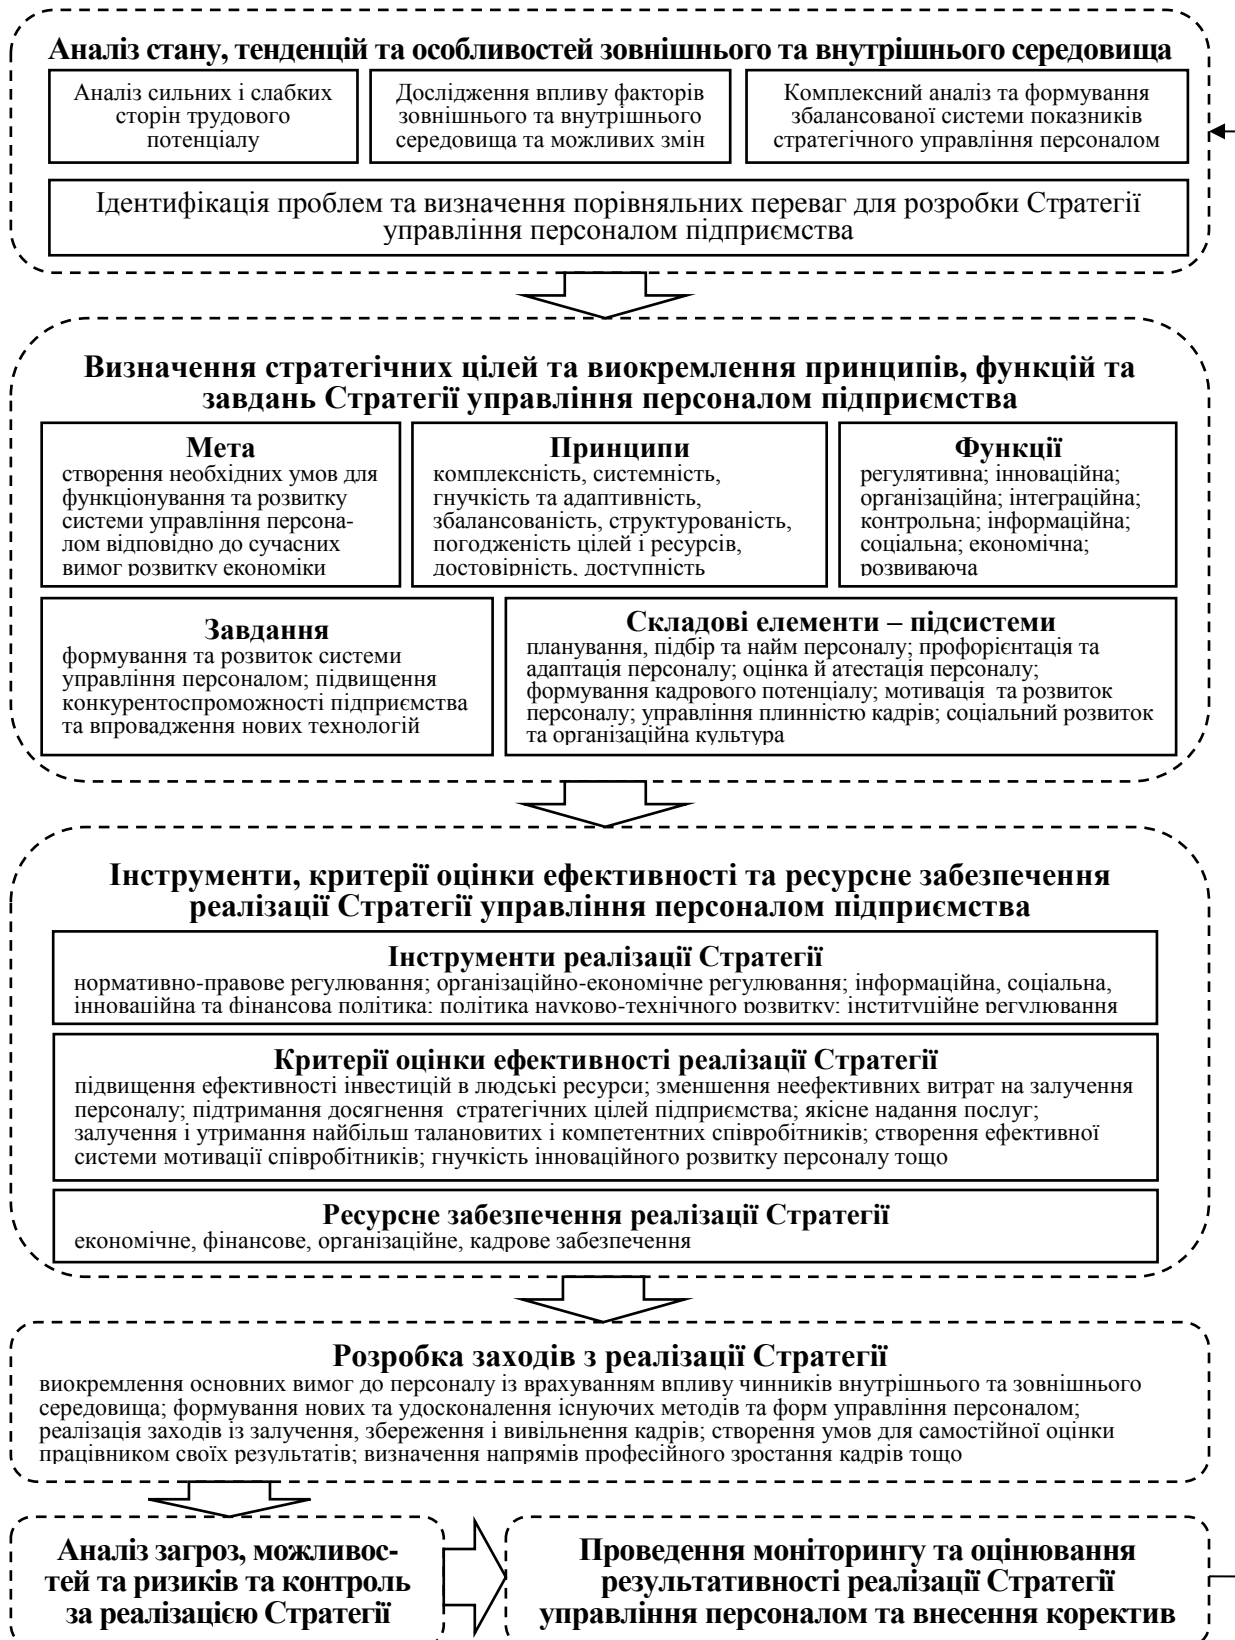 Аналіз стану, тенденцій та особливостей зовнішнього та внутрішнього середовища
Аналіз сильних і слабких
сторін трудового
потенціалу
Дослідження впливу факторів
зовнішнього та внутрішнього
середовища та можливих змін
Комплексний аналіз та формування
збалансованої системи показників
стратегічного управління персоналом
Ідентифікація проблем та визначення порівняльних переваг для розробки Стратегії
управління персоналом підприємства
Визначення стратегічних цілей та виокремлення принципів, функцій та
завдань Стратегії управління персоналом підприємства
Мета
створення необхідних умов для
функціонування та розвитку
системи управління персона-
лом відповідно до сучасних
вимог розвитку економіки
Принципи
комплексність, системність,
гнучкість та адаптивність,
збалансованість, структурованість,
погодженість цілей і ресурсів,
достовірність, доступність
Функції
регулятивна; інноваційна;
організаційна; інтеграційна;
контрольна; інформаційна;
соціальна; економічна;
розвиваюча
Завдання
формування та розвиток системи
управління персоналом; підвищення
конкурентоспроможності підприємства
та впровадження нових технологій
Складові елементи – підсистеми
планування, підбір та найм персоналу; профорієнтація та
адаптація персоналу; оцінка й атестація персоналу;
формування кадрового потенціалу; мотивація та розвиток
персоналу; управління плинністю кадрів; соціальний розвиток
та організаційна культура
Інструменти, критерії оцінки ефективності та ресурсне забезпечення
реалізації Стратегії управління персоналом підприємства
Інструменти реалізації Стратегії
нормативно-правове регулювання; організаційно-економічне регулювання; інформаційна, соціальна,
інноваційна та фінансова політика; політика науково-технічного розвитку; інституційне регулювання
Критерії оцінки ефективності реалізації Стратегії
підвищення ефективності інвестицій в людські ресурси; зменшення неефективних витрат на залучення
персоналу; підтримання досягнення стратегічних цілей підприємства; якісне надання послуг;
залучення і утримання найбільш талановитих і компетентних співробітників; створення ефективної
системи мотивації співробітників; гнучкість інноваційного розвитку персоналу тощо
Ресурсне забезпечення реалізації Стратегії
економічне, фінансове, організаційне, кадрове забезпечення
Розробка заходів з реалізації Стратегії
виокремлення основних вимог до персоналу із врахуванням впливу чинників внутрішнього та зовнішнього
середовища; формування нових та удосконалення існуючих методів та форм управління персоналом;
реалізація заходів із залучення, збереження і вивільнення кадрів; створення умов для самостійної оцінки
працівником своїх результатів; визначення напрямів професійного зростання кадрів тощо
Аналіз загроз, можливос-
тей та ризиків та контроль
за реалізацією Стратегії
Проведення моніторингу та оцінювання
результативності реалізації Стратегії
управління персоналом та внесення коректив